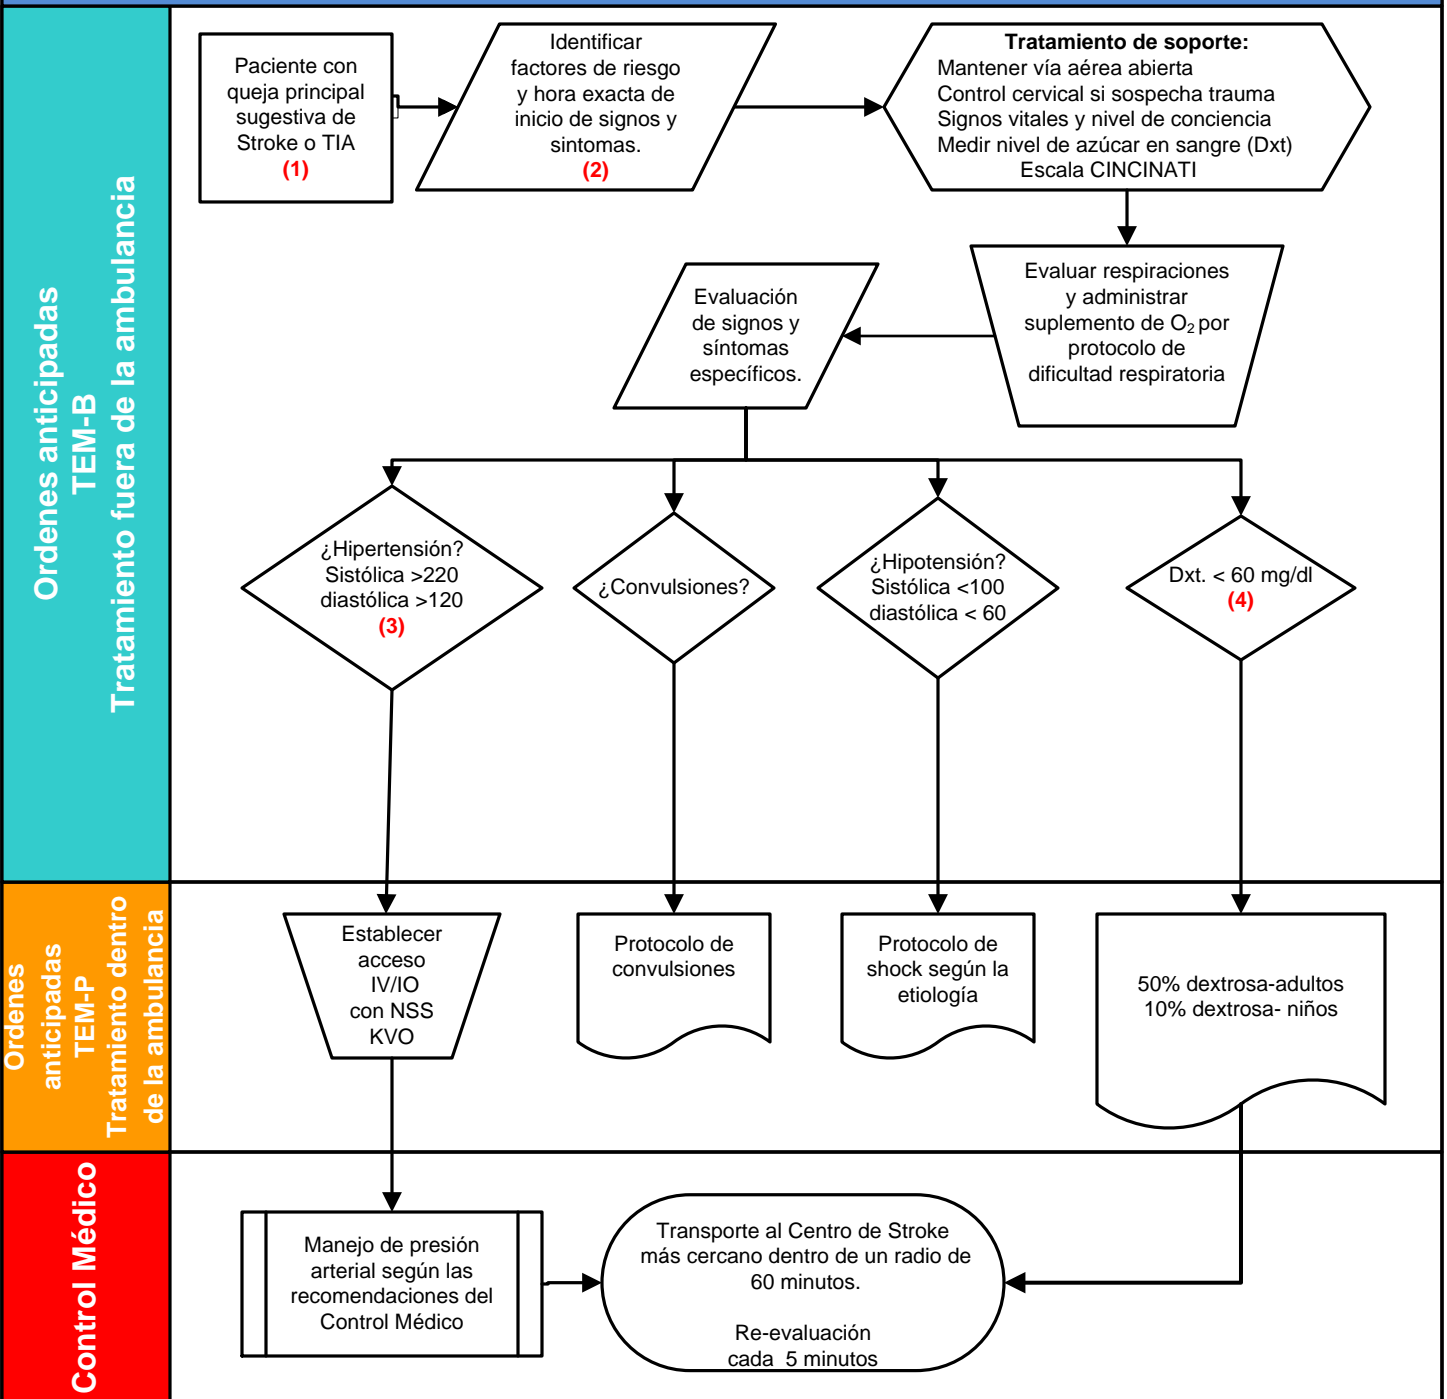 Ordenes anticipadas
TEM-B
Tratamiento fuera de la ambulancia
Paciente con
queja principal
sugestiva de
Stroke o TIA
(1)
Identificar
factores de riesgo
y hora exacta de
inicio de signos y
sintomas.
(2)
Tratamiento de soporte:
Mantener vía aérea abierta
Control cervical si sospecha trauma
Signos vitales y nivel de conciencia
Medir nivel de azúcar en sangre (Dxt)
Escala CINCINATI
Evaluar respiraciones
y administrar
suplemento de O₂ por
protocolo de
dificultad respiratoria
Evaluación
de signos y
síntomas
específicos.
¿Hipertensión?
Sistólica >220
diastólica >120
(3)
¿Convulsiones?
¿Hipotensión?
Sistólica <100
diastólica < 60
Dxt. < 60 mg/dl
(4)
Ordenes
anticipadas
TEM-P
Tratamiento dentro
de la ambulancia
Establecer
acceso
IV/IO
con NSS
KVO
Protocolo de
convulsiones
Protocolo de
shock según la
etiología
50% dextrosa-adultos
10% dextrosa- niños
Control Médico
Manejo de presión
arterial según las
recomendaciones del
Control Médico
Transporte al Centro de Stroke
más cercano dentro de un radio de
60 minutos.
Re-evaluación
cada 5 minutos